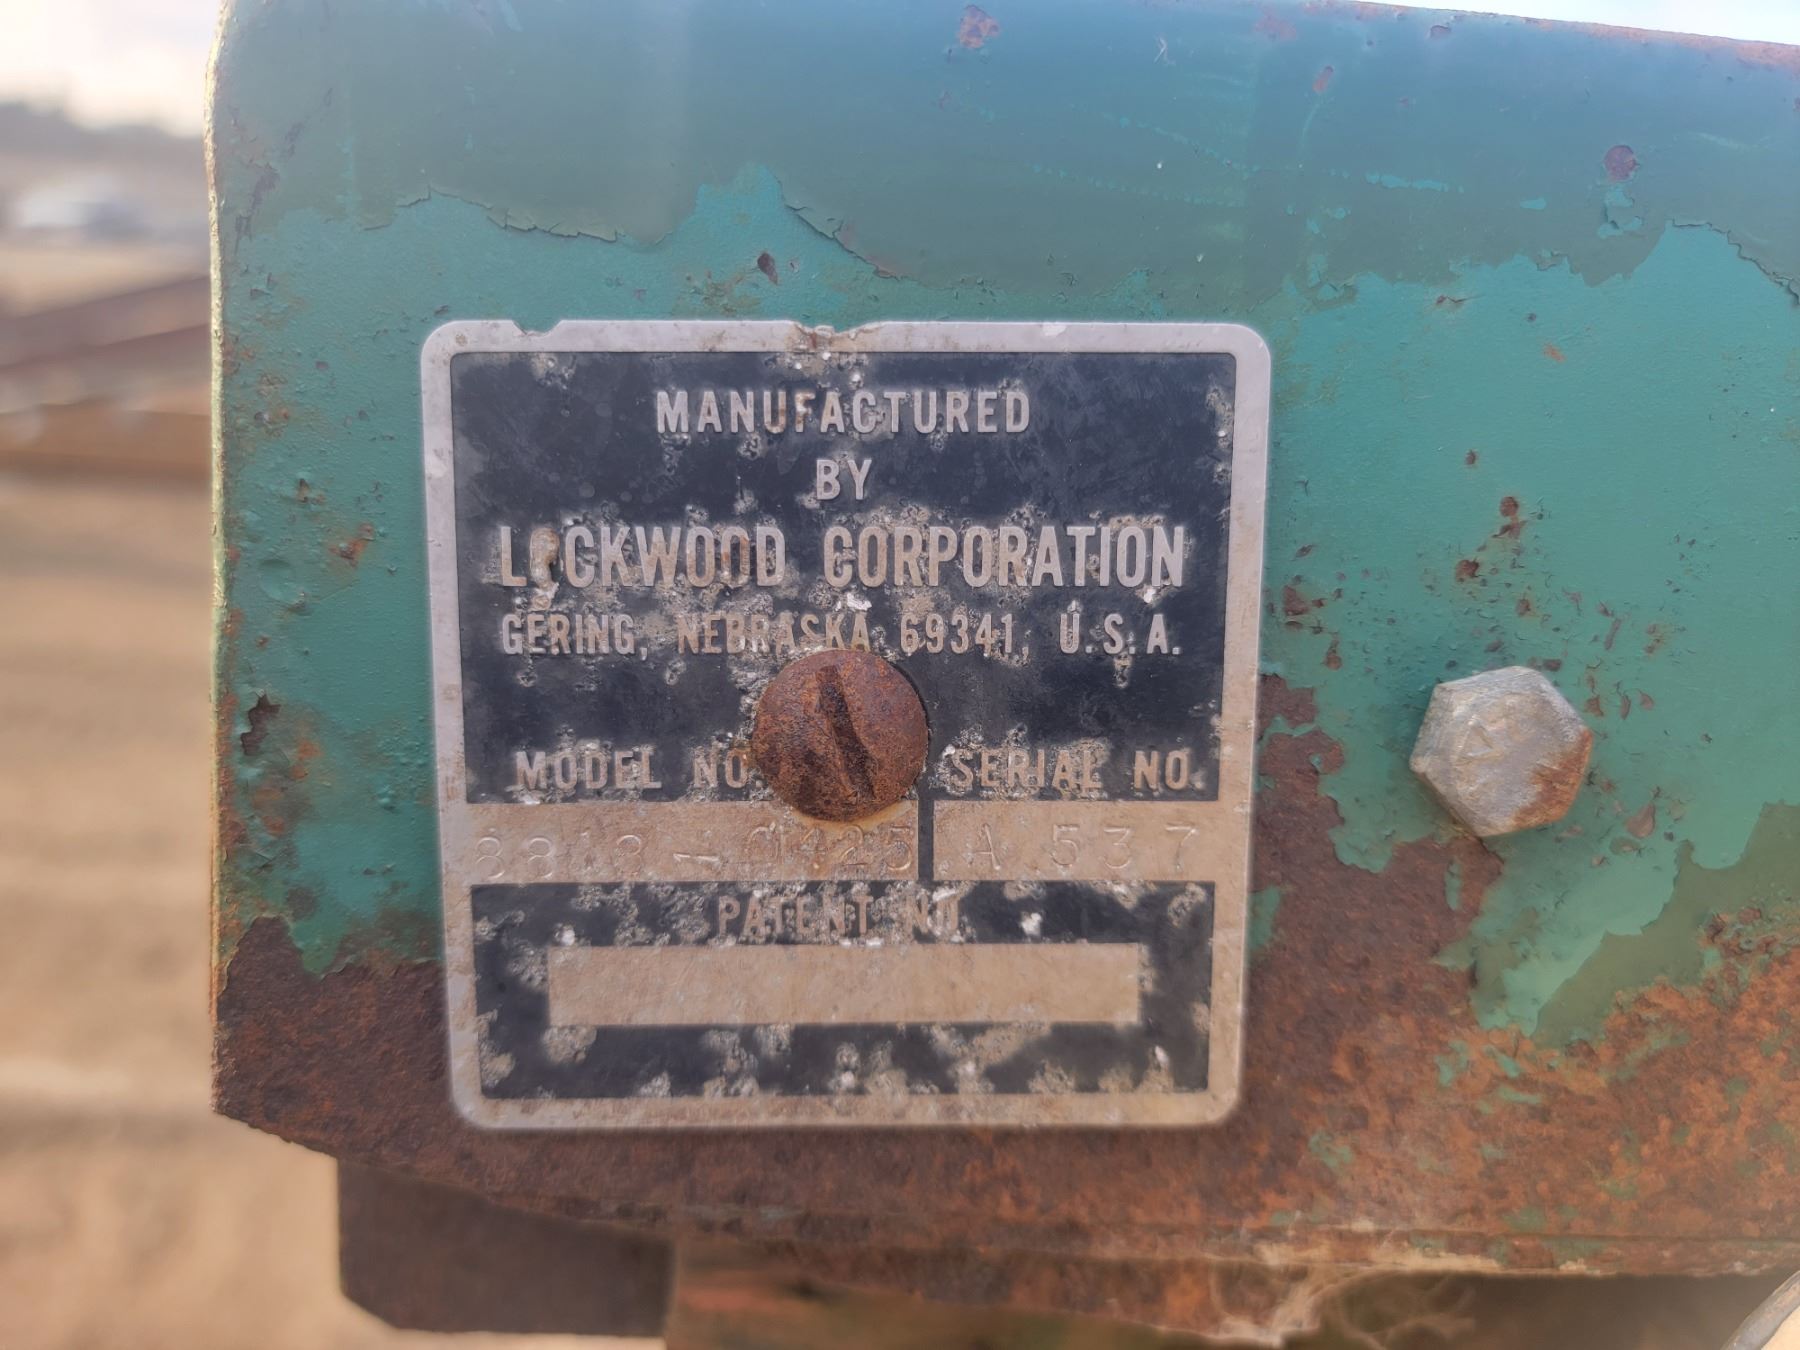 MANUFACTURED
BY
LOCKWOOD CORPORATION
GERING, NEBRASKA 69341, U.S.A.
MODEL NO SERIAL NO.
A 537
PATENT NO.